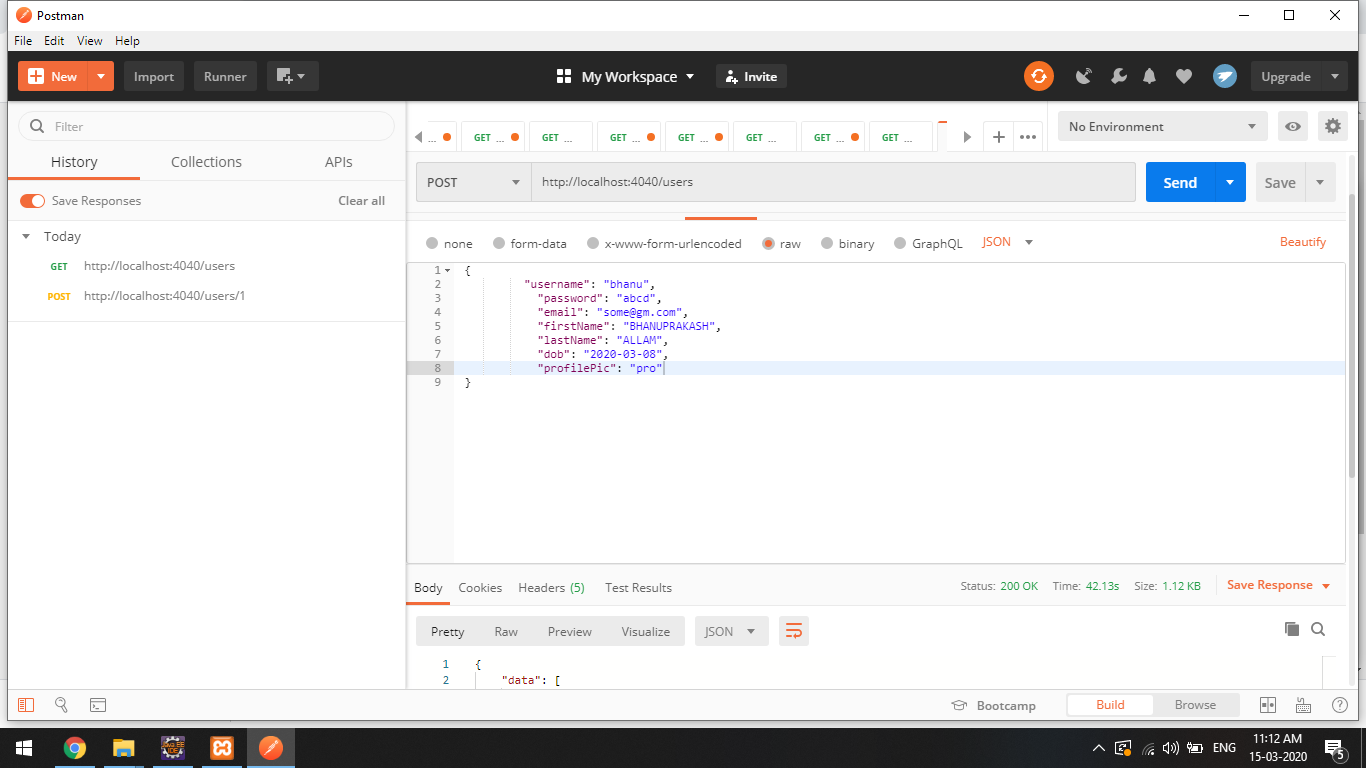 Postman
File Edit View Help
New Import Runner My Workspace Invite Upgrade
Filter
History Collections APIs
Save Responses Clear all
Today
GET http://localhost:4040/users
POST http://localhost:4040/users/1
... GET ... GET ... GET ... GET ... GET ... GET ... GET ...
No Environment
POST http://localhost:4040/users Send Save
none form-data x-www-form-urlencoded raw binary GraphQL JSON Beautify
1 {
2 "username": "bhanu",
3 "password": "abcd",
4 "email": "some@gm.com",
5 "firstName": "BHANUPRAKASH",
6 "lastName": "ALLAM",
7 "dob": "2020-03-08",
8 "profilePic": "pro"
9 }
Body Cookies Headers (5) Test Results Status: 200 OK Time: 42.13s Size: 1.12 KB Save Response
Pretty Raw Preview Visualize JSON
1 {
2 "data": [
Bootcamp Build Browse
ENG 11:12 AM
15-03-2020 5